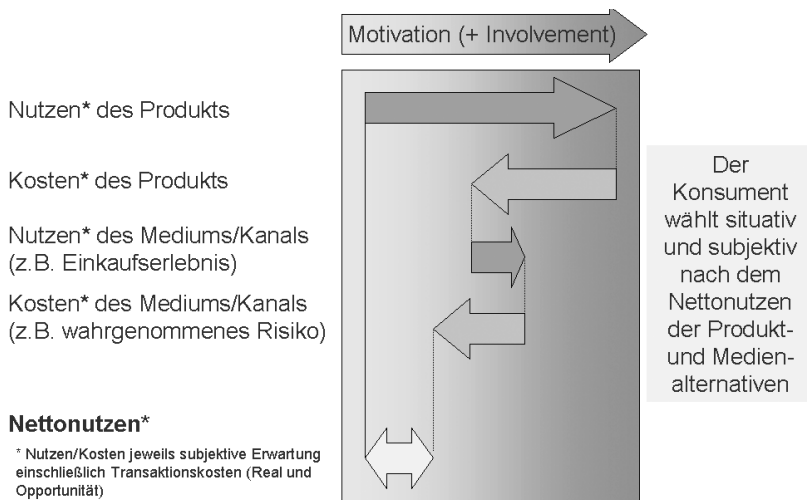 Motivation (+ Involvement)
Nutzen* des Produkts
Kosten* des Produkts
Nutzen* des Mediums/Kanals
(z.B. Einkaufserlebnis)
Kosten* des Mediums/Kanals
(z.B. wahrgenommenes Risiko)
Nettonutzen*
* Nutzen/Kosten jeweils subjektive Erwartung
einschließlich Transaktionskosten (Real und
Opportunität)
Der
Konsument
wählt situativ
und subjektiv
nach dem
Nettonutzen
der Produkt-
und Medien-
alternativen